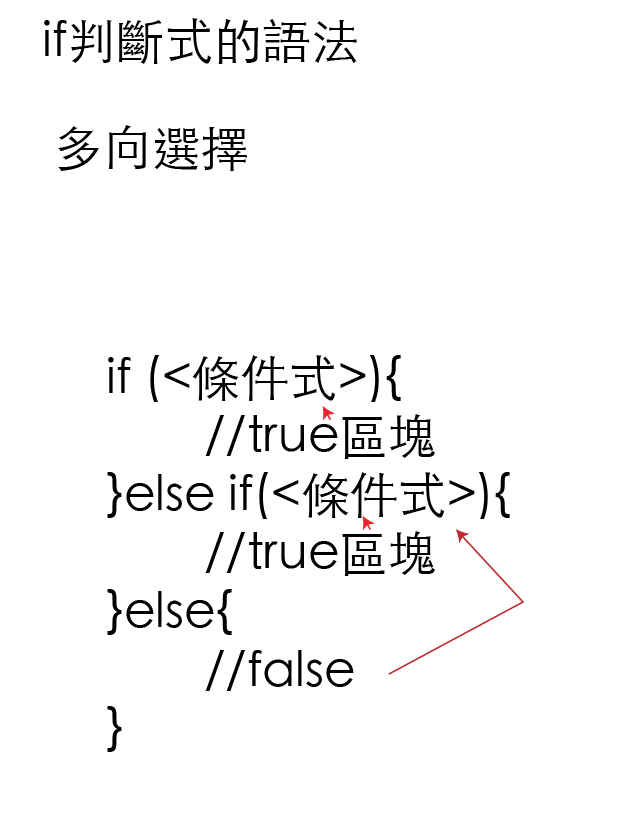 if判斷式的語法
多向選擇
if (<條件式>){
//true區塊
}else if(<條件式>){
//true區塊
}else{
//false
}